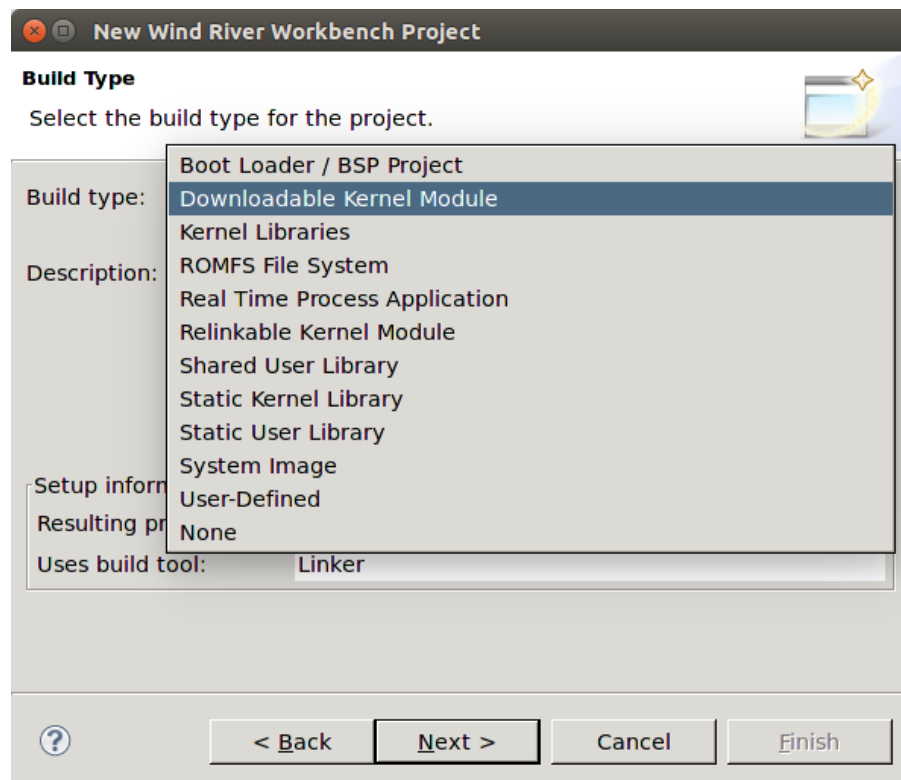 New Wind River Workbench Project
Build Type
Select the build type for the project.
Build type:
Boot Loader / BSP Project
Downloadable Kernel Module
Kernel Libraries
ROMFS File System
Real Time Process Application
Relinkable Kernel Module
Shared User Library
Static Kernel Library
Static User Library
System Image
User-Defined
None
Description:
Setup inform
Resulting pr
Uses build tool: Linker
? < Back Next > Cancel Finish